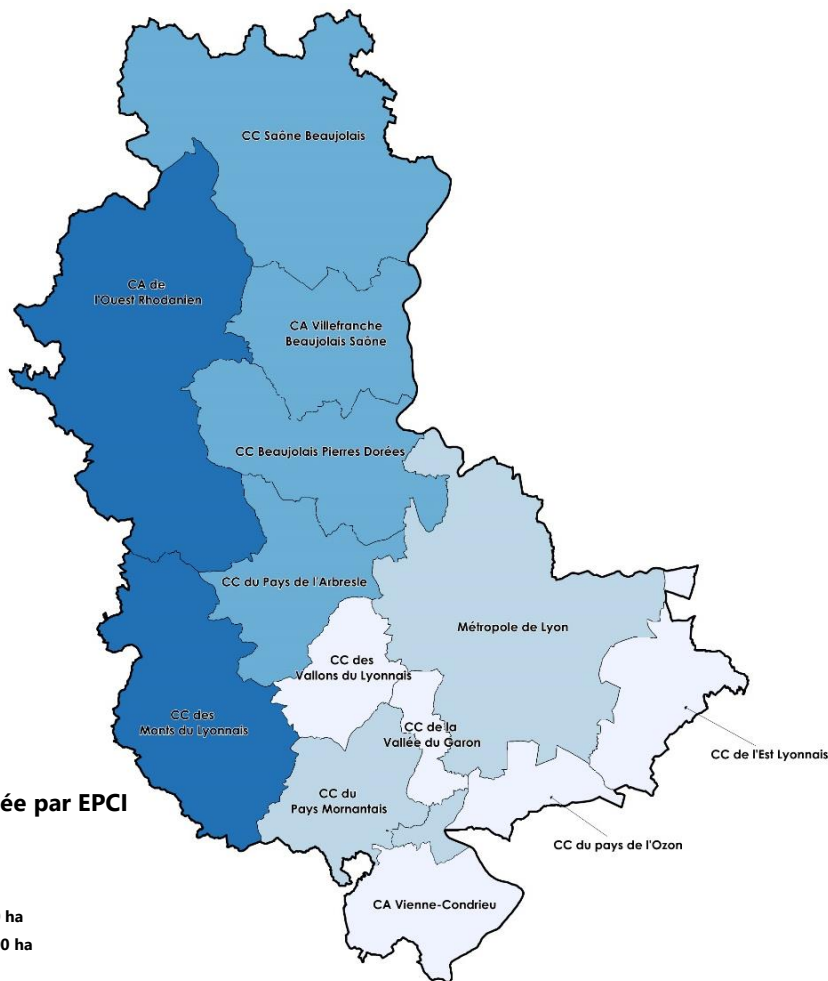 CC Saône Beaujolais
CA de
l'Ouest Rhodanien
CA Villefranche
Beaujolais Saône
CC Beaujolais Pierres Dorées
CC du Pays de l'Arbresle
Métropole de Lyon
CC des
Vallons du Lyonnais
CC des
Monts du Lyonnais
CC de la
Vallée du Garon
CC de l'Est Lyonnais
CC du
Pays Mornantais
ée par EPCI
CC du pays de l'Ozon
CA Vienne-Condrieu
ha
0 ha